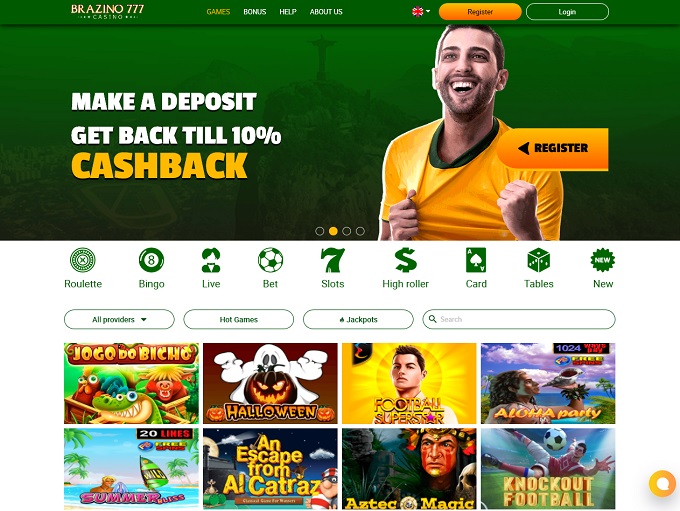 BRAZINO 777
CASINO
GAMES
BONUS
HELP
ABOUT US
Register
Login
MAKE A DEPOSIT
GET BACK TILL 10%
CASHBACK
REGISTER
Roulette
Bingo
Live
Bet
Slots
High roller
Card
Tables
New
8
A
NEW
All providers
Hot Games
Jackpots
Search
JOGO DO BICHO
HALLOWEEN
FOOTBALL
SUPERSTAR
1024 WAYS PAY
FREE SPINS
ALOHA party
20 LINES
FREE SPINS
WILD
SUMMER BLISS
An
Escape
from
Alcatraz
Aztec Magic
KNOCKOUT
FOOTBALL